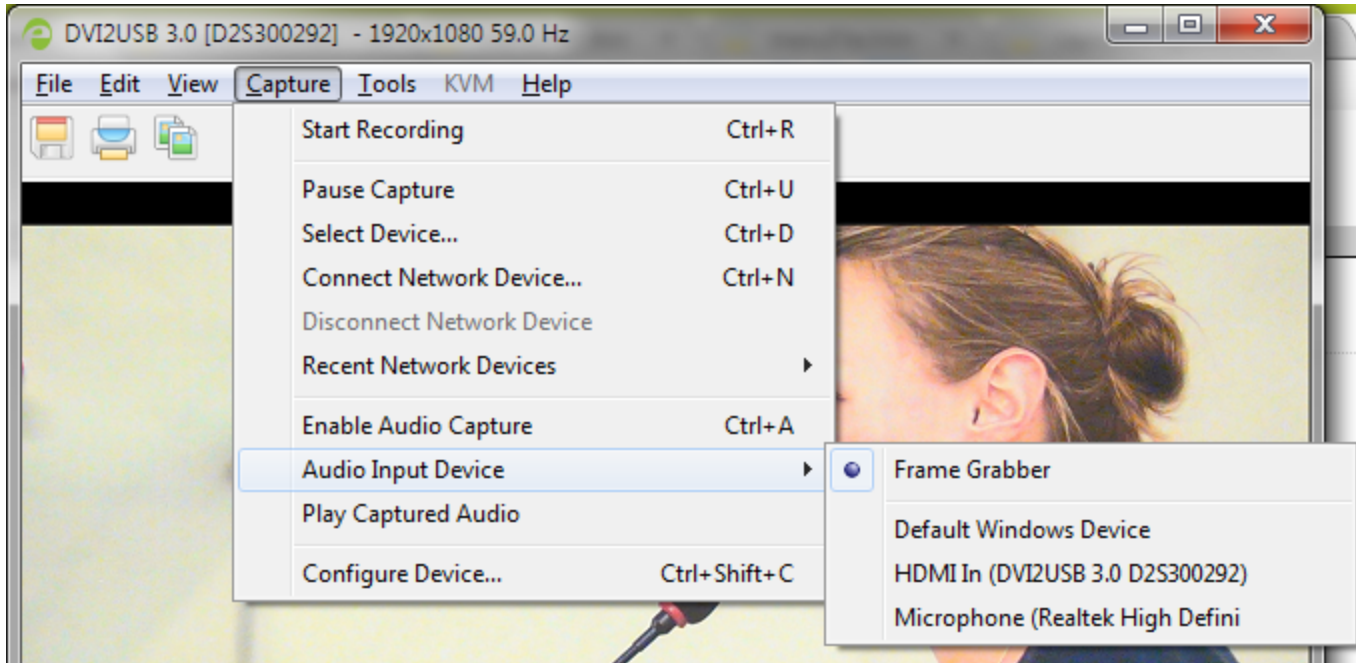 DVI2USB 3.0 [D2S300292] - 1920x1080 59.0 Hz
File Edit View Capture Tools KVM Help
Start Recording Ctrl+R
Pause Capture Ctrl+U
Select Device... Ctrl+D
Connect Network Device... Ctrl+N
Disconnect Network Device
Recent Network Devices
Enable Audio Capture Ctrl+A
Audio Input Device
Play Captured Audio
Configure Device... Ctrl+Shift+C
Frame Grabber
Default Windows Device
HDMI In (DVI2USB 3.0 D2S300292)
Microphone (Realtek High Defini